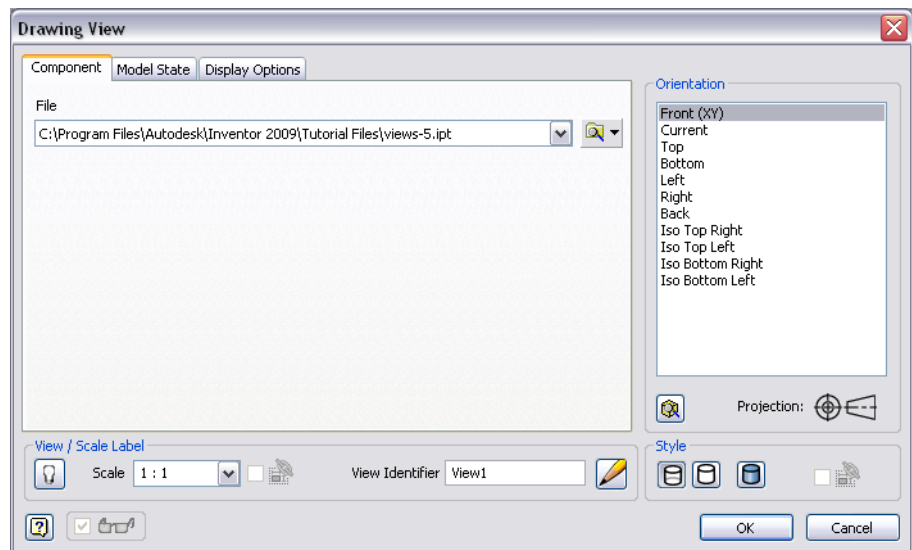 Drawing View
Component Model State Display Options
File
C:\Program Files\Autodesk\Inventor 2009\Tutorial Files\views-5.ipt
Orientation
Front (XY)
Current
Top
Bottom
Left
Right
Back
Iso Top Right
Iso Top Left
Iso Bottom Right
Iso Bottom Left
Projection:
View / Scale Label
Scale 1 : 1
View Identifier View1
Style
OK Cancel